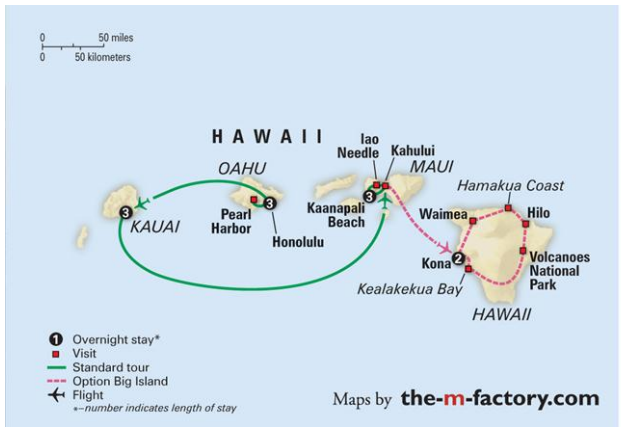 0 50 miles
0 50 kilometers
HAWAII
OAHU
Iao
Needle
Kahului
MAUI
Hamakua Coast
Kaanapali
Beach
3
3
3
KAUAI
Pearl
Harbor
Honolulu
Waimea
Hilo
Kona
2
Volcanoes
National
Park
Kealakekua Bay
HAWAII
1 Overnight stay*
Visit
Standard tour
Option Big Island
Flight
*–number indicates length of stay
Maps by the-m-factory.com